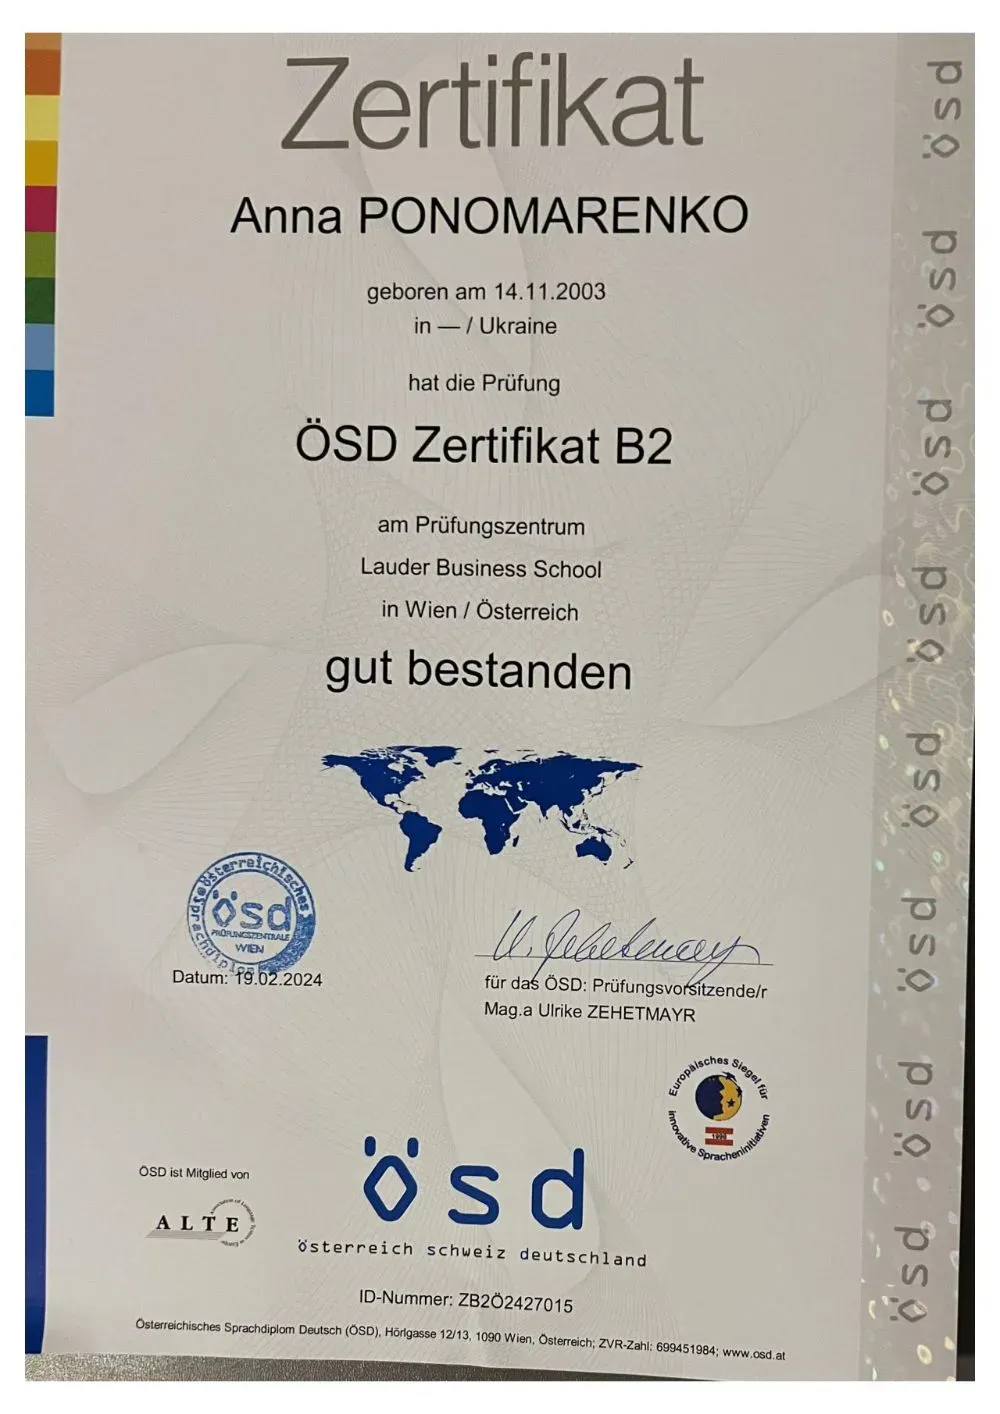 Zertifikat
Anna PONOMARENKO
geboren am 14.11.2003
in — / Ukraine
hat die Prüfung
ÖSD Zertifikat B2
am Prüfungszentrum
Lauder Business School
in Wien / Österreich
gut bestanden
österreichisches
sprachdiplom
ösd
PRÜFUNGSZENTRALE
WIEN
Datum: 19.02.2024
für das ÖSD: Prüfungsvorsitzende/r
Mag.a Ulrike ZEHETMAYR
Europäisches Siegel für
innovative Spracheninitiativen
1998
ÖSD ist Mitglied von
ALTE
ösd
österreich schweiz deutschland
ID-Nummer: ZB2Ö2427015
Österreichisches Sprachdiplom Deutsch (ÖSD), Hörlgasse 12/13, 1090 Wien, Österreich; ZVR-Zahl: 699451984; www.osd.at
ösd ösd ösd ösd ösd ösd ösd ösd